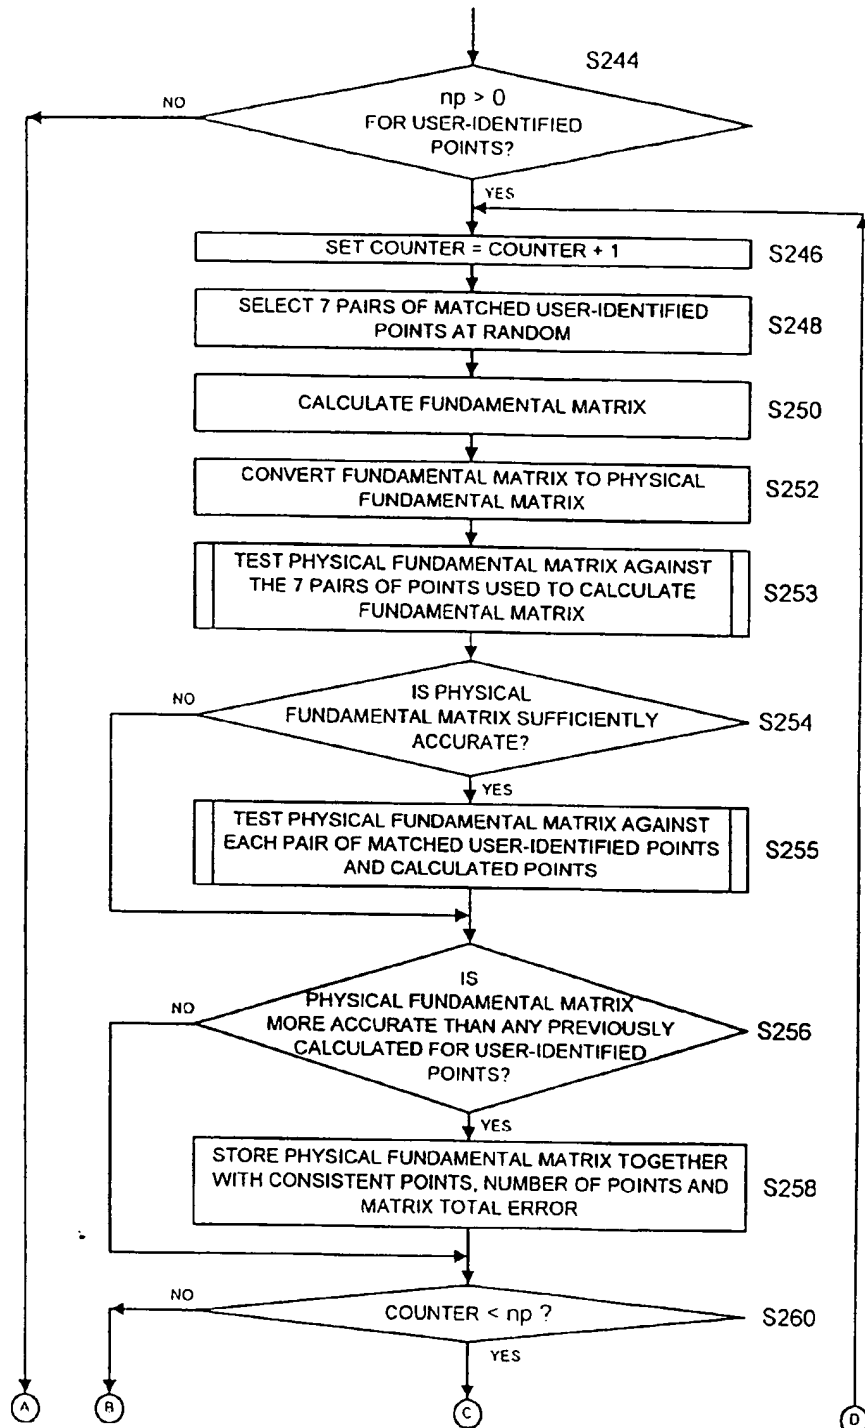 S244
np > 0
FOR USER-IDENTIFIED
POINTS?
NO
YES
SET COUNTER = COUNTER + 1
S246
SELECT 7 PAIRS OF MATCHED USER-IDENTIFIED
POINTS AT RANDOM
S248
CALCULATE FUNDAMENTAL MATRIX
S250
CONVERT FUNDAMENTAL MATRIX TO PHYSICAL
FUNDAMENTAL MATRIX
S252
TEST PHYSICAL FUNDAMENTAL MATRIX AGAINST
THE 7 PAIRS OF POINTS USED TO CALCULATE
FUNDAMENTAL MATRIX
S253
NO
IS PHYSICAL
FUNDAMENTAL MATRIX SUFFICIENTLY
ACCURATE?
S254
YES
TEST PHYSICAL FUNDAMENTAL MATRIX AGAINST
EACH PAIR OF MATCHED USER-IDENTIFIED POINTS
AND CALCULATED POINTS
S255
NO
IS
PHYSICAL FUNDAMENTAL MATRIX
MORE ACCURATE THAN ANY PREVIOUSLY
CALCULATED FOR USER-IDENTIFIED
POINTS?
S256
YES
STORE PHYSICAL FUNDAMENTAL MATRIX TOGETHER
WITH CONSISTENT POINTS, NUMBER OF POINTS AND
MATRIX TOTAL ERROR
S258
NO
COUNTER < np ?
S260
YES
A
B
C
D